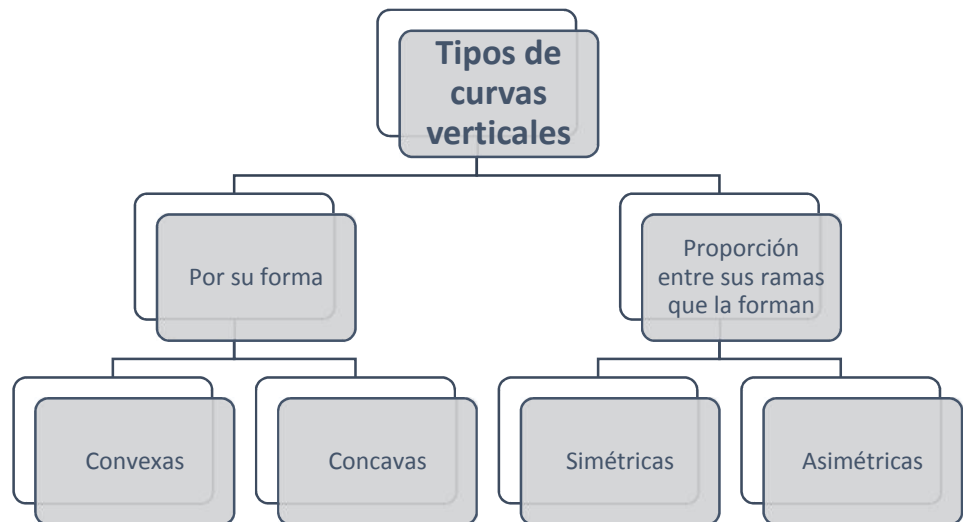 Tipos de
curvas
verticales
Por su forma
Proporción
entre sus ramas
que la forman
Convexas
Concavas
Simétricas
Asimétricas